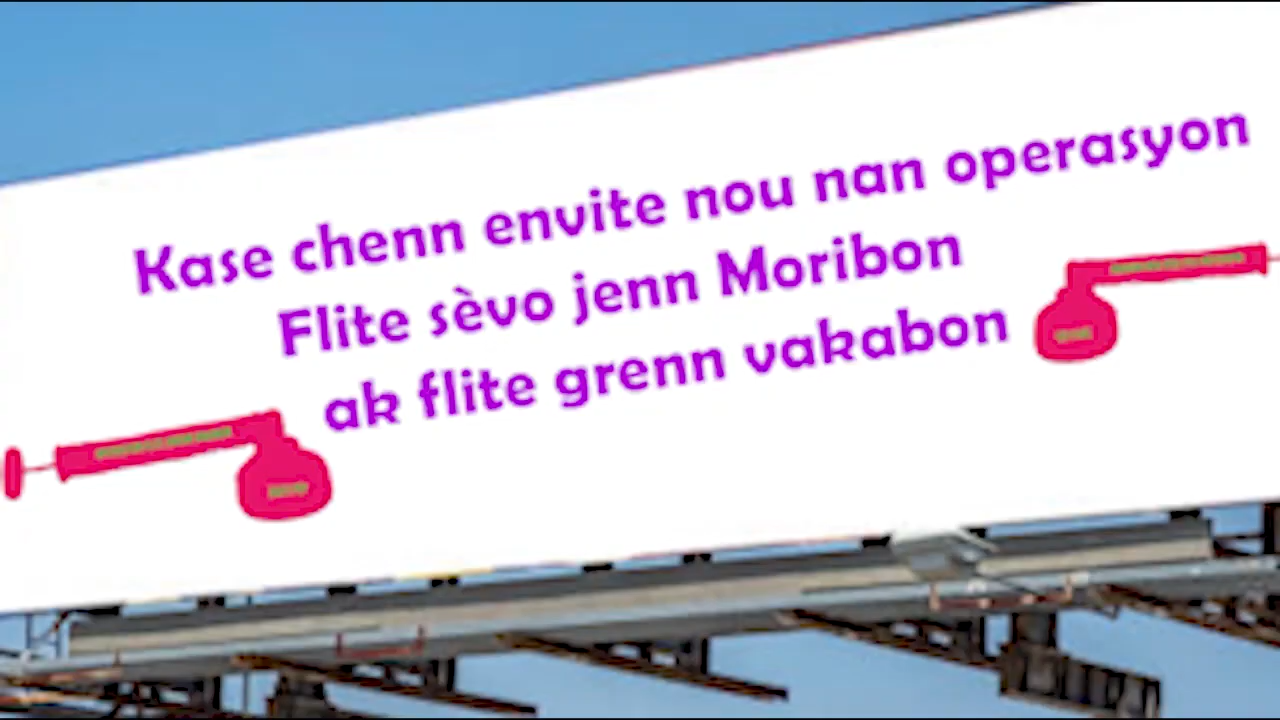 Kase chenn envite nou nan operasyon
Flite sèvo jenn Moribon
ak flite grenn vakabon